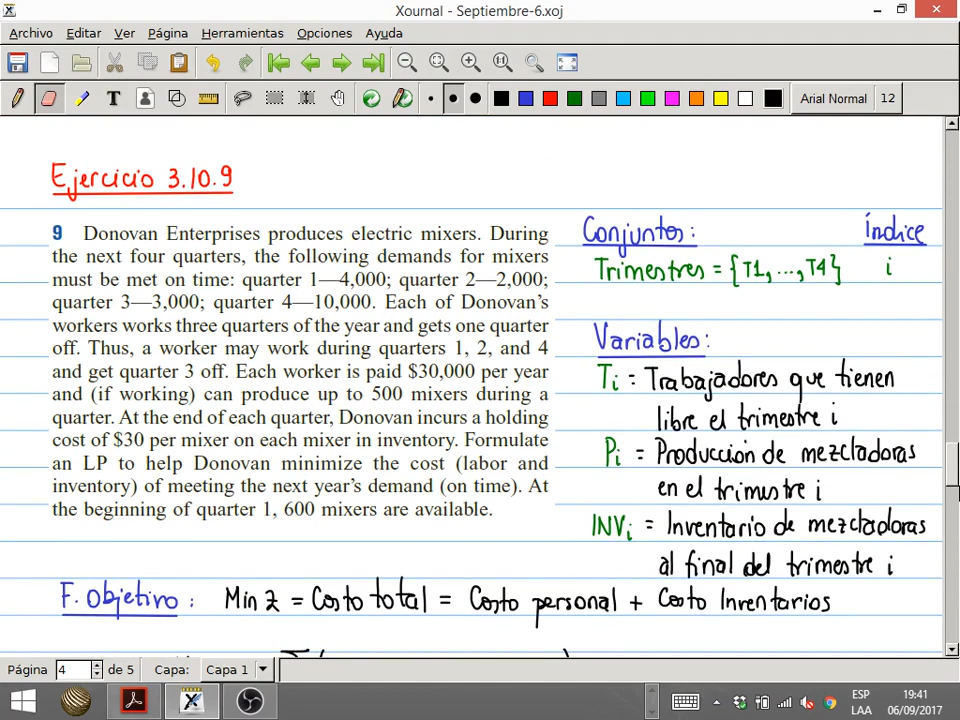 Xournal - Septiembre-6.xoj
Archivo Editar Ver Página Herramientas Opciones Ayuda
Arial Normal 12
Ejercicio 3.10.9
9 Donovan Enterprises produces electric mixers. During
the next four quarters, the following demands for mixers
must be met on time: quarter 1—4,000; quarter 2—2,000;
quarter 3—3,000; quarter 4—10,000. Each of Donovan's
workers works three quarters of the year and gets one quarter
off. Thus, a worker may work during quarters 1, 2, and 4
and get quarter 3 off. Each worker is paid $30,000 per year
and (if working) can produce up to 500 mixers during a
quarter. At the end of each quarter, Donovan incurs a holding
cost of $30 per mixer on each mixer in inventory. Formulate
an LP to help Donovan minimize the cost (labor and
inventory) of meeting the next year's demand (on time). At
the beginning of quarter 1, 600 mixers are available.
Conjuntos: Índice
Trimestres = {T1, ..., T4} i
Variables:
Ti = Trabajadores que tienen
libre el trimestre i
Pi = Producción de mezcladoras
en el trimestre i
INVi = Inventario de mezcladoras
al final del trimestre i
F. Objetivo: Min z = Costo total = Costo personal + Costo Inventarios
Página 4 de 5 Capa: Capa 1
ESP 19:41
LAA 06/09/2017